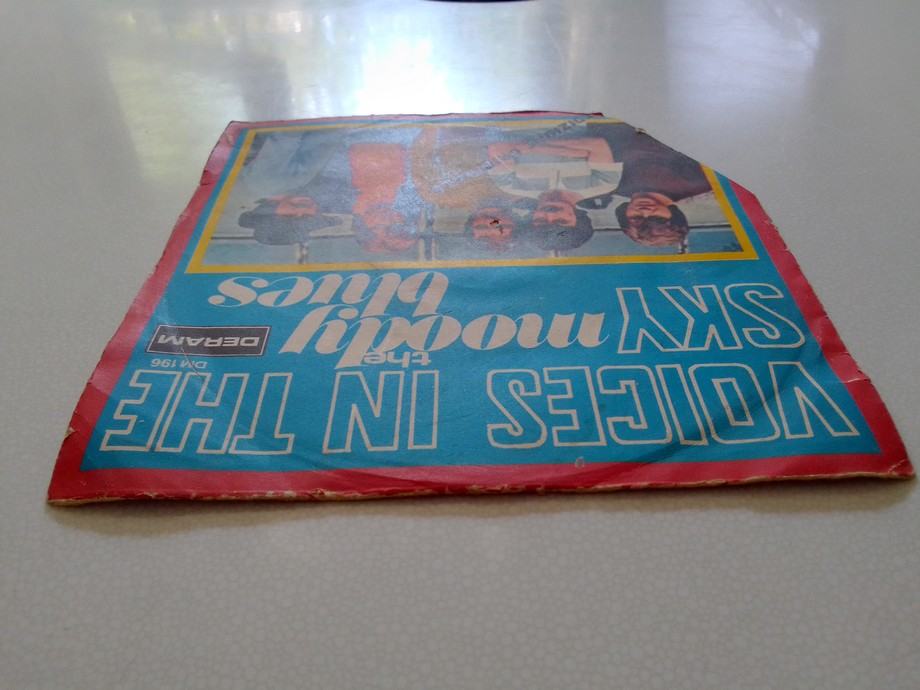 VOICES IN THE
SKY
the
moody
blues
DERAM
DM 196